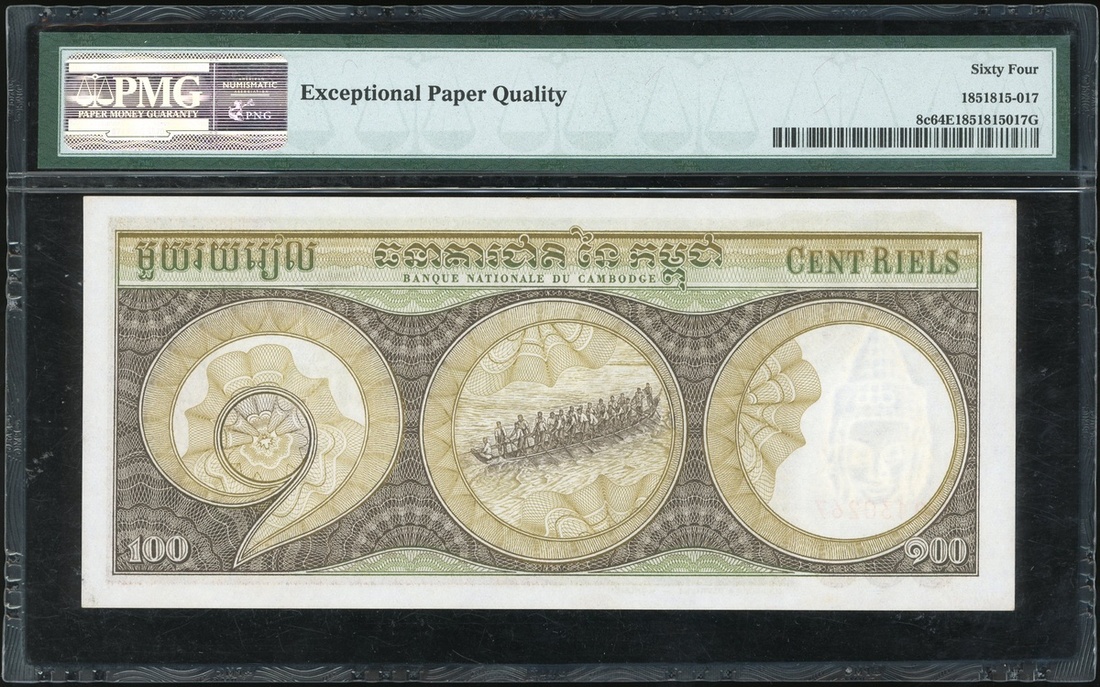 PMG
PAPER MONEY GUARANTY
NUMISMATIC
PNG
Exceptional Paper Quality
Sixty Four
1851815-017
8c64E1851815017G
មួយរយរៀល
ធនាគារជាតិ នៃ កម្ពុជា
BANQUE NATIONALE DU CAMBODGE
CENT RIELS
100
១00